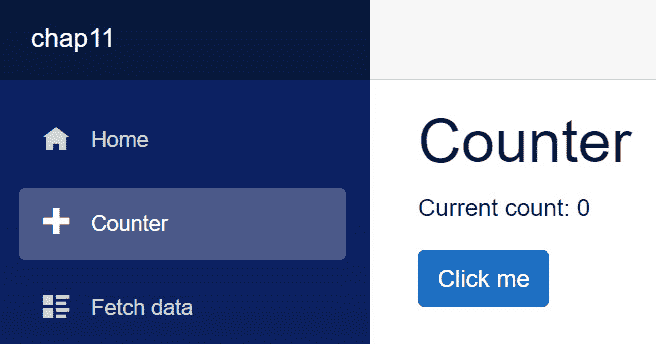 chap11
Home
Counter
Fetch data
Counter
Current count: 0
Click me